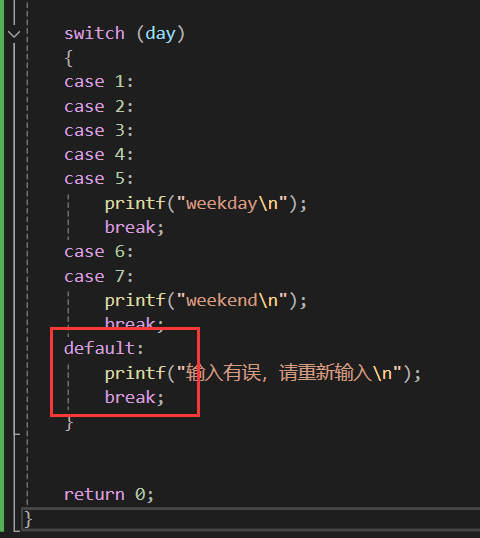 switch (day)
{
case 1:
case 2:
case 3:
case 4:
case 5:
printf("weekday\n");
break;
case 6:
case 7:
printf("weekend\n");
break;
default:
printf("输入有误，请重新输入\n");
break;
}
return 0;
}